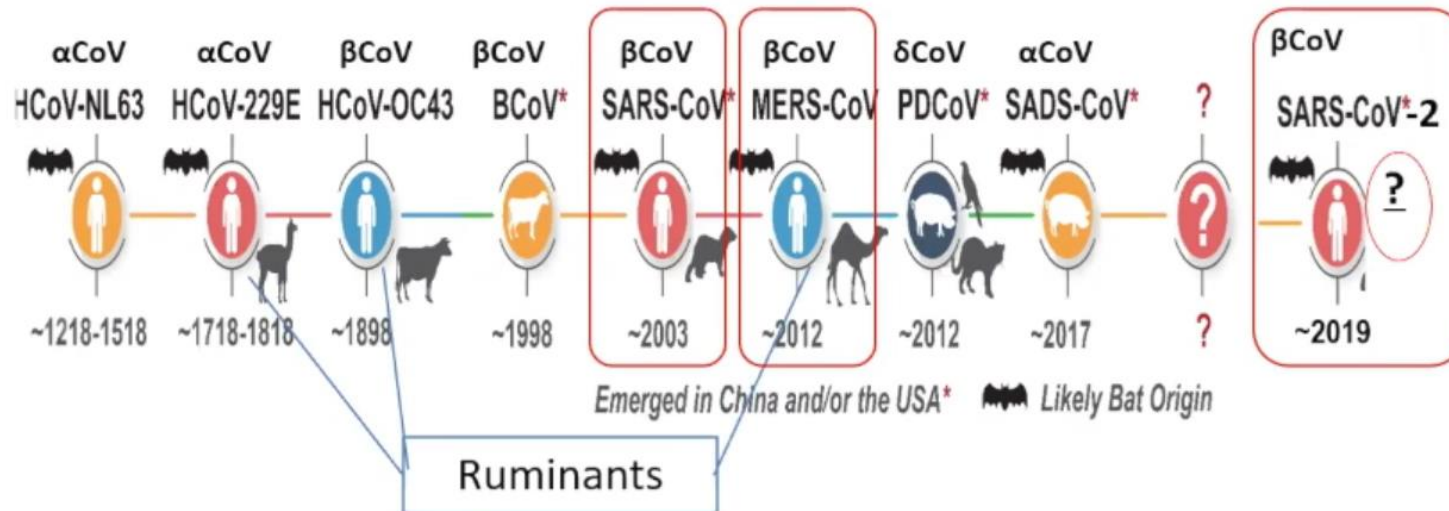 αCoV αCoV βCoV βCoV βCoV βCoV δCoV αCoV βCoV
HCoV-NL63 HCoV-229E HCoV-OC43 BCoV* SARS-CoV* MERS-CoV PDCoV* SADS-CoV* ? SARS-CoV*-2
? ?
~1218-1518 ~1718-1818 ~1898 ~1998 ~2003 ~2012 ~2012 ~2017 ? ~2019
Emerged in China and/or the USA* Likely Bat Origin
Ruminants